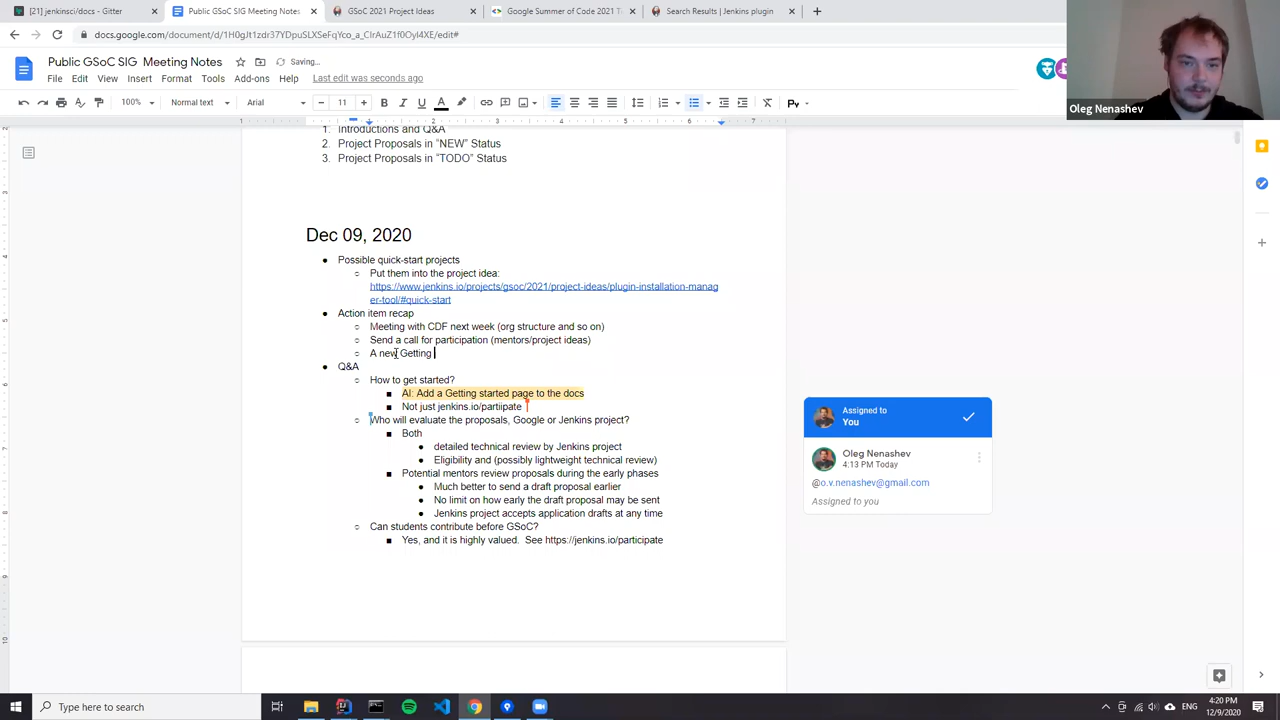 [21] jenkinsci/docs - Gitter
Public GSoC SIG Meeting Notes
GSoC 2021 Project Ideas
Google Summer of Code 2021 T
Search Results | Jenkins plugin
docs.google.com/document/d/
Public GSoC SIG Meeting Notes
Saving...
File Edit View Insert Format Tools Add-ons Help Last edit was seconds ago
100% Normal text Arial 11
Oleg Nenashev
1. Introductions and Q&A
2. Project Proposals in "NEW" Status
3. Project Proposals in "TODO" Status
Dec 09, 2020
Possible quick-start projects
Put them into the project idea:
https://www.jenkins.io/projects/gsoc/2021/project-ideas/plugin-installation-manag
er-tool/#quick-start
Action item recap
Meeting with CDF next week (org structure and so on)
Send a call for participation (mentors/project ideas)
A new Getting
Q&A
How to get started?
AI: Add a Getting started page to the docs
Not just jenkins.io/partiipate
Who will evaluate the proposals, Google or Jenkins project?
Both
detailed technical review by Jenkins project
Eligibility and (possibly lightweight technical review)
Potential mentors review proposals during the early phases
Much better to send a draft proposal earlier
No limit on how early the draft proposal may be sent
Jenkins project accepts application drafts at any time
Can students contribute before GSoC?
Yes, and it is highly valued. See https://jenkins.io/participate
Assigned to
You
Oleg Nenashev
4:13 PM Today
@o.v.nenashev@gmail.com
Assigned to you
Type here to search
ENG
4:20 PM
12/9/2020